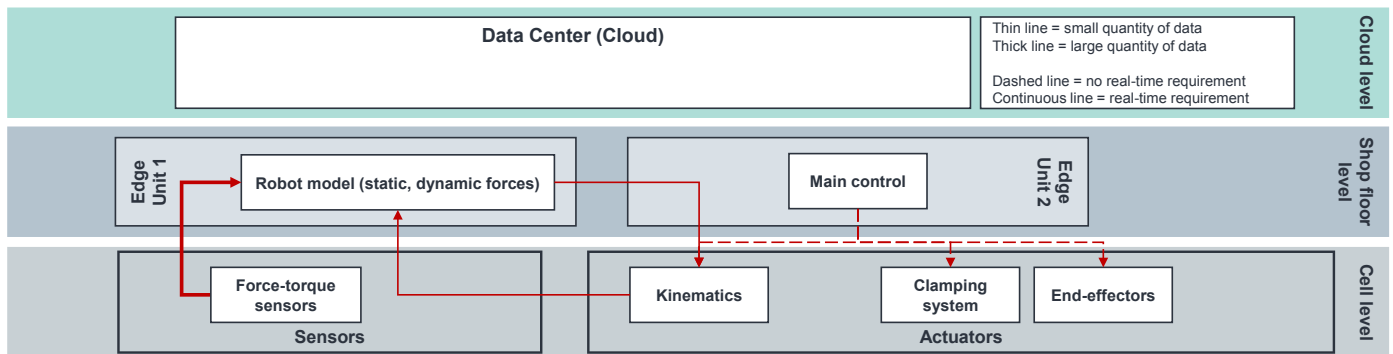 Data Center (Cloud)
Thin line = small quantity of data
Thick line = large quantity of data
Dashed line = no real-time requirement
Continuous line = real-time requirement
Cloud level
Edge
Unit 1
Robot model (static, dynamic forces)
Main control
Edge
Unit 2
Shop floor
level
Force-torque
sensors
Sensors
Kinematics
Clamping
system
End-effectors
Actuators
Cell level